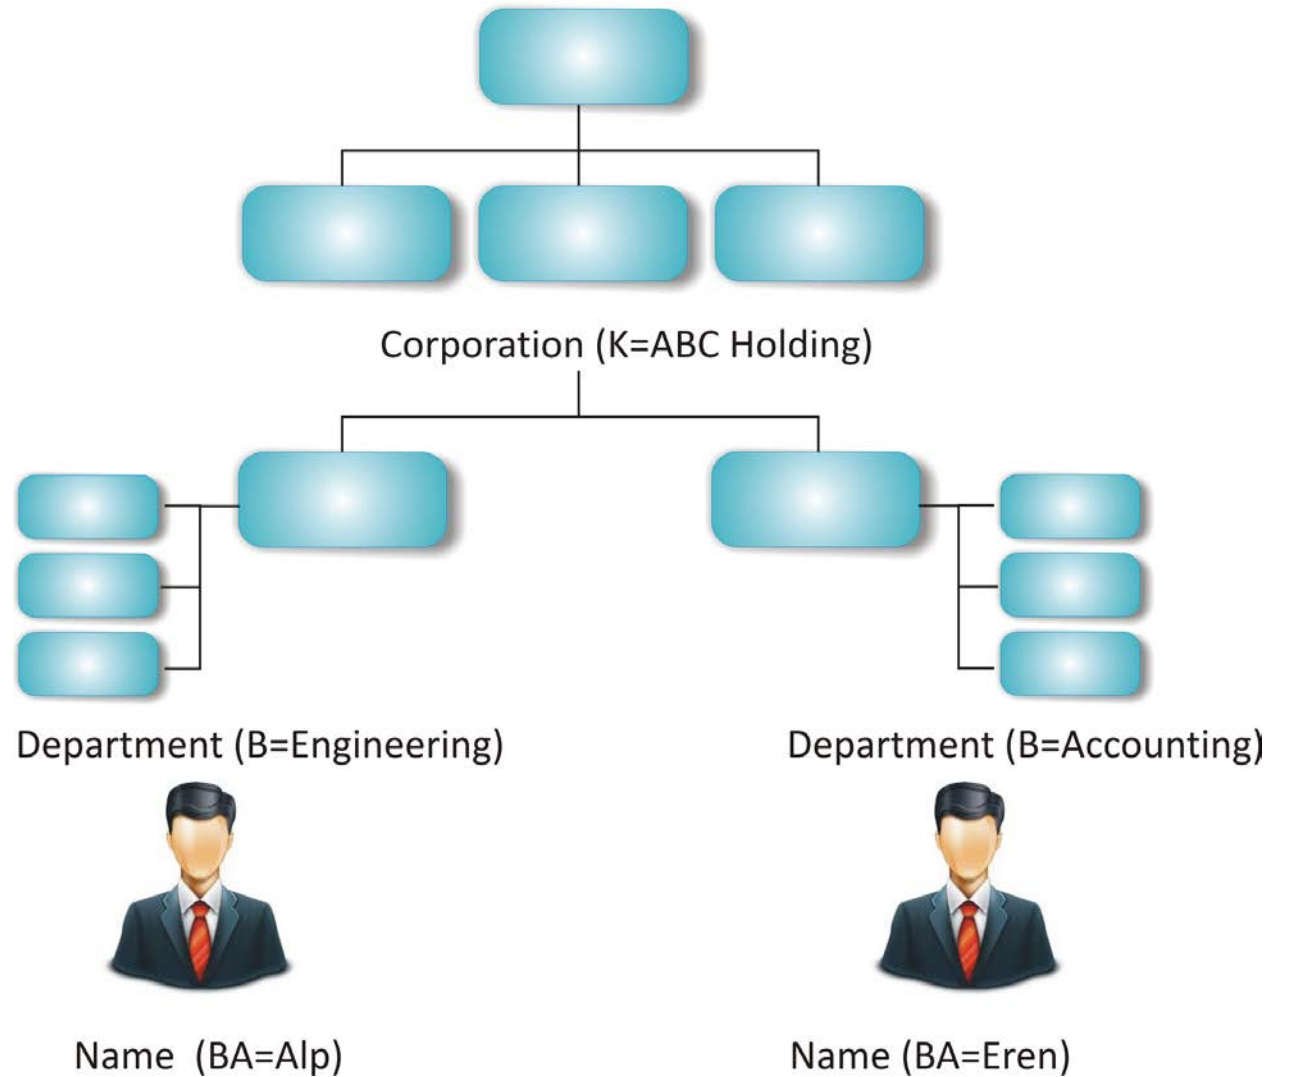 Corporation (K=ABC Holding)
Department (B=Engineering)
Department (B=Accounting)
Name (BA=Alp)
Name (BA=Eren)